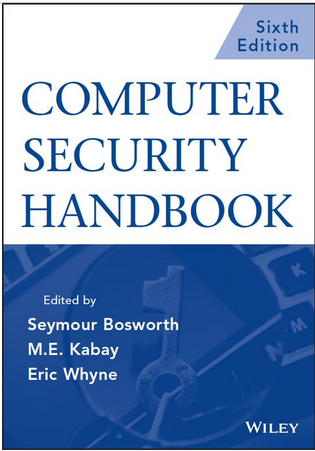 Sixth
Edition
COMPUTER
SECURITY
HANDBOOK
Edited by
Seymour Bosworth
M.E. Kabay
Eric Whyne
K
N
M
WILEY